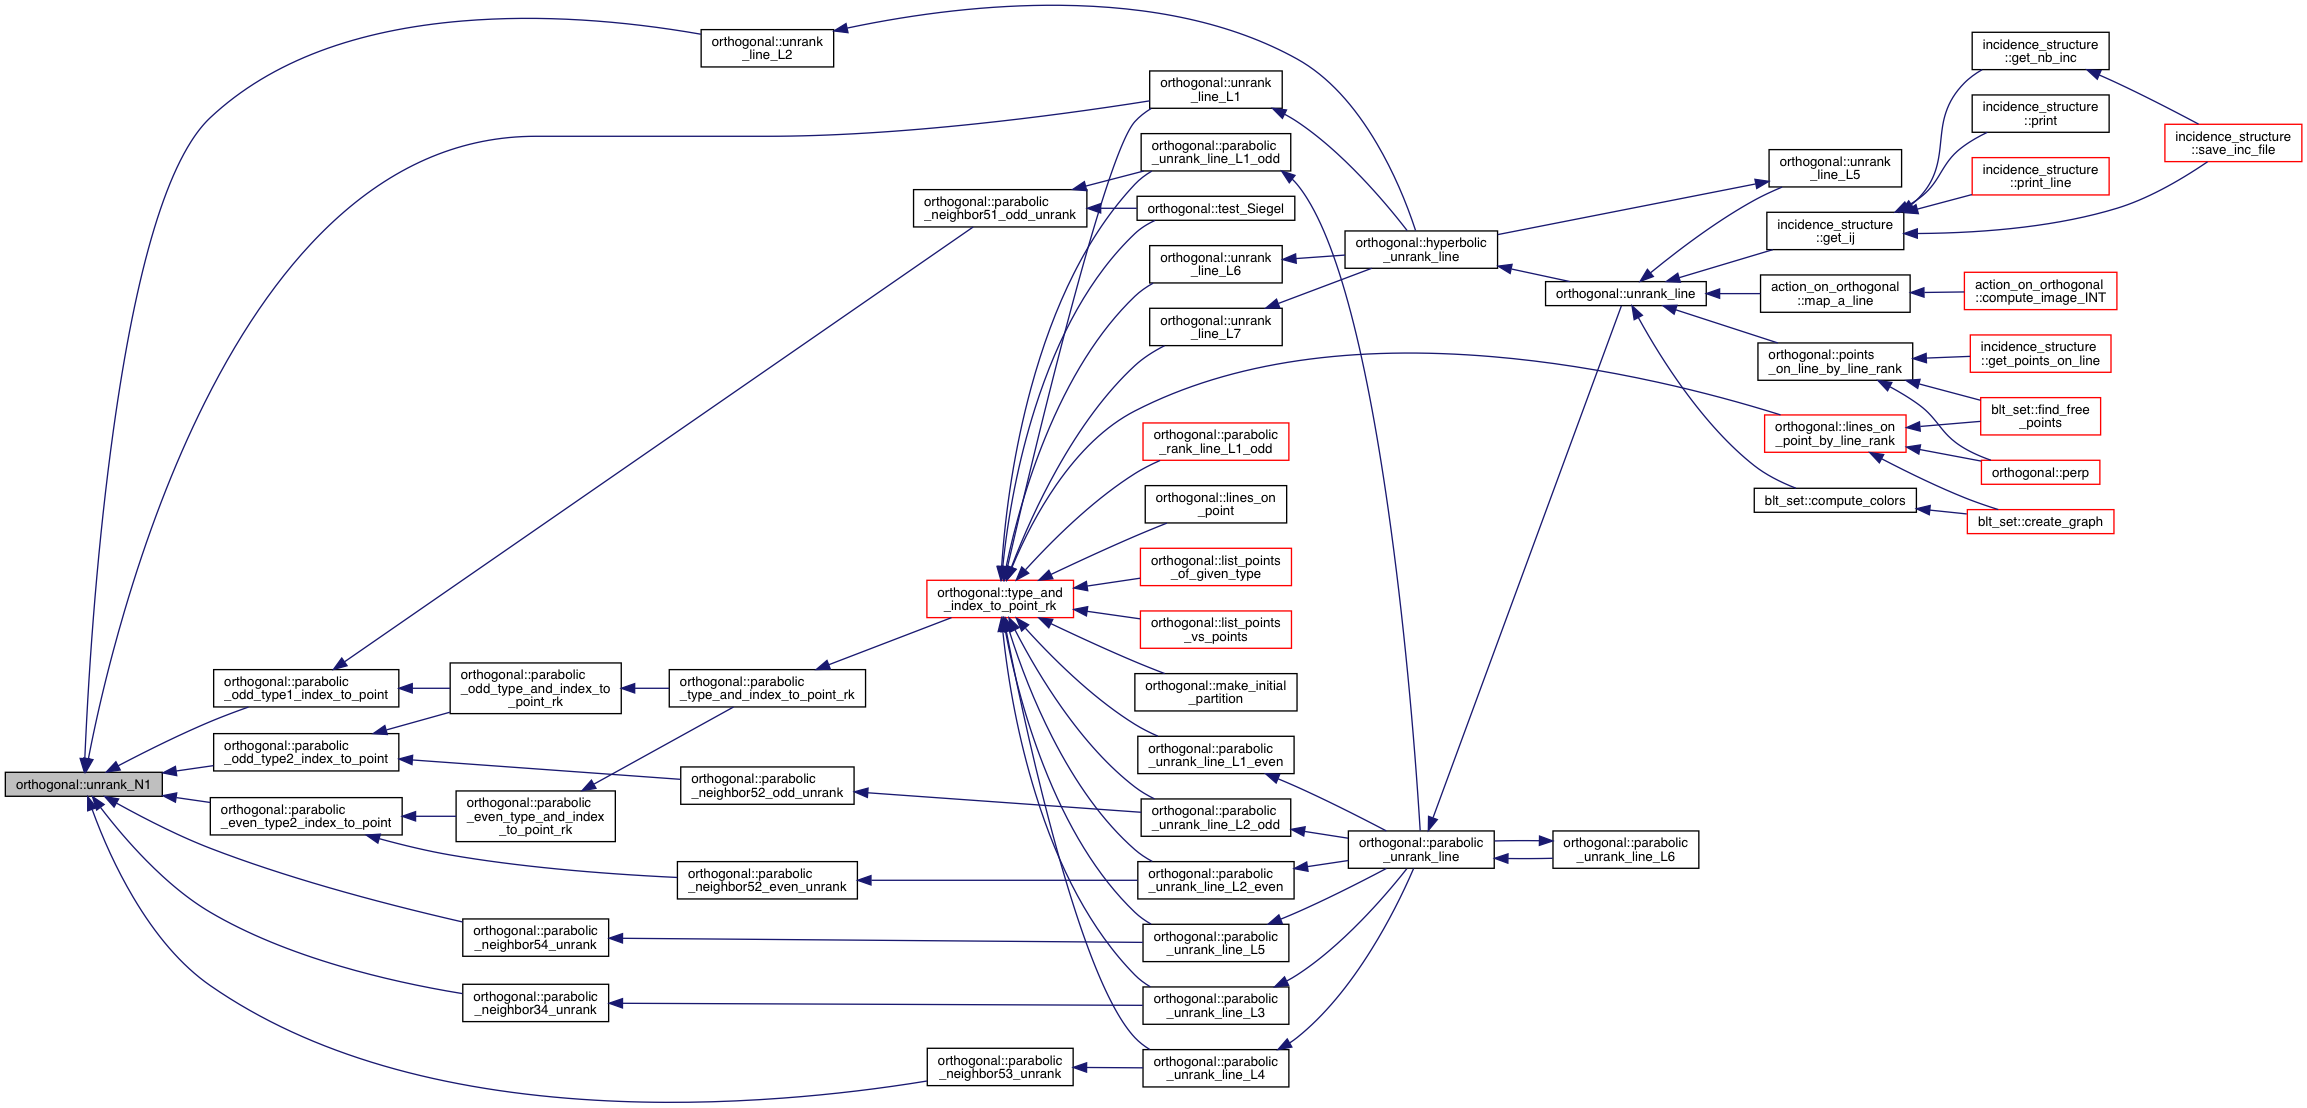 orthogonal::unrank_N1
orthogonal::unrank
_line_L2
orthogonal::parabolic
_odd_type1_index_to_point
orthogonal::parabolic
_odd_type2_index_to_point
orthogonal::parabolic
_even_type2_index_to_point
orthogonal::parabolic
_odd_type_and_index_to
_point_rk
orthogonal::parabolic
_even_type_and_index
_to_point_rk
orthogonal::parabolic
_neighbor54_unrank
orthogonal::parabolic
_neighbor34_unrank
orthogonal::parabolic
_type_and_index_to_point_rk
orthogonal::parabolic
_neighbor52_odd_unrank
orthogonal::parabolic
_neighbor52_even_unrank
orthogonal::parabolic
_neighbor51_odd_unrank
orthogonal::type_and
_index_to_point_rk
orthogonal::parabolic
_neighbor53_unrank
orthogonal::unrank
_line_L1
orthogonal::parabolic
_unrank_line_L1_odd
orthogonal::test_Siegel
orthogonal::unrank
_line_L6
orthogonal::unrank
_line_L7
orthogonal::parabolic
_rank_line_L1_odd
orthogonal::lines_on
_point
orthogonal::list_points
_of_given_type
orthogonal::list_points
_vs_points
orthogonal::make_initial
_partition
orthogonal::parabolic
_unrank_line_L1_even
orthogonal::parabolic
_unrank_line_L2_odd
orthogonal::parabolic
_unrank_line_L2_even
orthogonal::parabolic
_unrank_line_L5
orthogonal::parabolic
_unrank_line_L3
orthogonal::parabolic
_unrank_line_L4
orthogonal::hyperbolic
_unrank_line
orthogonal::parabolic
_unrank_line
orthogonal::unrank_line
orthogonal::parabolic
_unrank_line_L6
orthogonal::unrank
_line_L5
incidence_structure
::get_ij
action_on_orthogonal
::map_a_line
orthogonal::points
_on_line_by_line_rank
orthogonal::lines_on
_point_by_line_rank
blt_set::compute_colors
incidence_structure
::get_nb_inc
incidence_structure
::print
incidence_structure
::print_line
action_on_orthogonal
::compute_image_INT
incidence_structure
::get_points_on_line
blt_set::find_free
_points
orthogonal::perp
blt_set::create_graph
incidence_structure
::save_inc_file